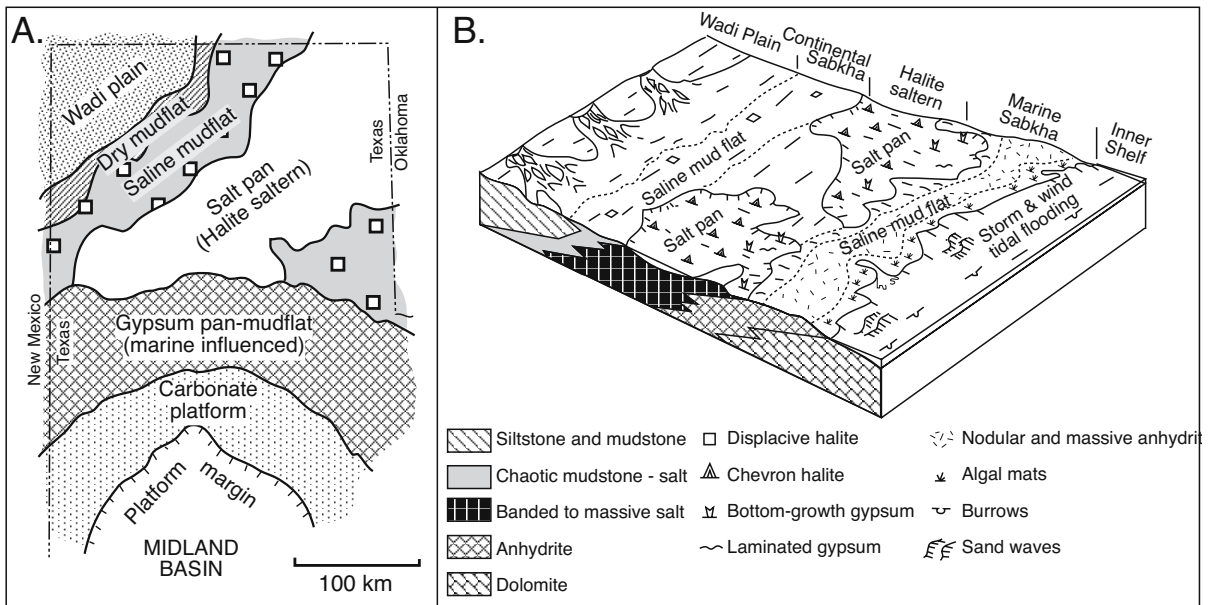 A.
Wadi plain
Dry mudflat
Saline mudflat
Texas
Oklahoma
Salt pan
(Halite saltern)
New Mexico
Texas
Gypsum pan-mudflat
(marine influenced)
Carbonate
platform
Platform
margin
MIDLAND
BASIN
100 km
B.
Wadi Plain
Continental
Sabkha
Halite
saltern
Marine
Sabkha
Inner
Shelf
Saline mud flat
Salt pan
Salt pan
Saline mud flat
Storm & wind
tidal flooding
Siltstone and mudstone
Chaotic mudstone - salt
Banded to massive salt
Anhydrite
Dolomite
Displacive halite
Chevron halite
Bottom-growth gypsum
Laminated gypsum
Nodular and massive anhydrit
Algal mats
Burrows
Sand waves